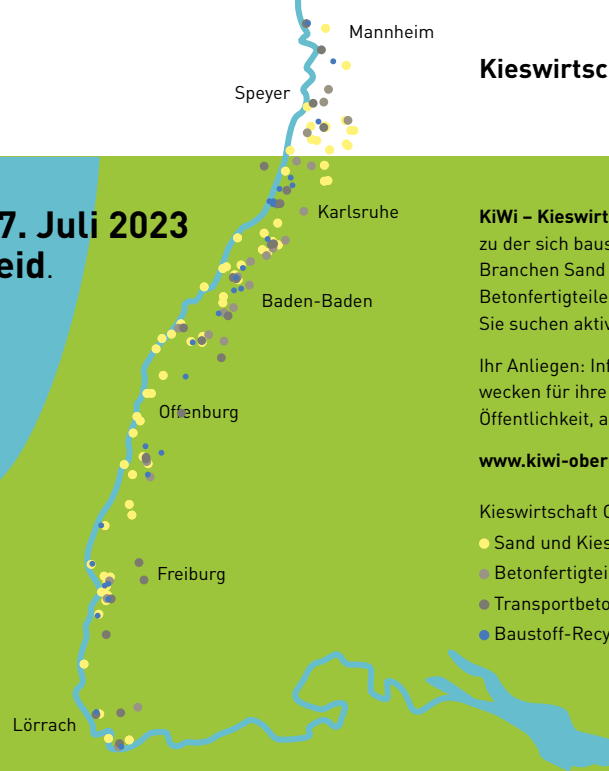 Mannheim
Kieswirtsc
Speyer
7. Juli 2023
eid.
Karlsruhe
KiWi – Kieswirt
zu der sich baus
Branchen Sand
Betonfertigteile
Sie suchen aktiv
Baden-Baden
Ihr Anliegen: Inf
wecken für ihre
Öffentlichkeit, a
Offenburg
www.kiwi-ober
Kieswirtschaft O
Sand und Kies
Betonfertigtei
Transportbeto
Baustoff-Recy
Freiburg
Lörrach